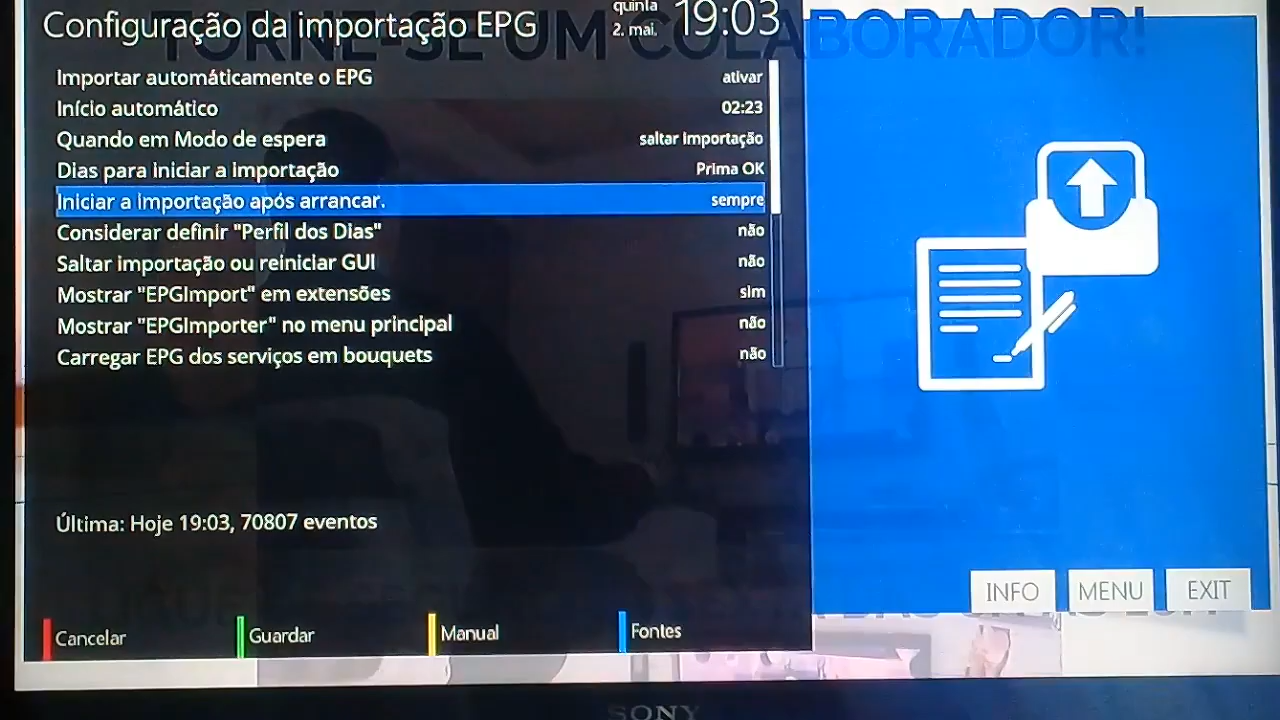 Configuração da importação EPG
quinta
2. mai.
19:03
TORNE-SE UM COLABORADOR!
Importar automáticamente o EPG ativar
Início automático 02:23
Quando em Modo de espera saltar importação
Dias para iniciar a importação Prima OK
Iniciar a importação após arrancar. sempre
Considerar definir "Perfil dos Dias" não
Saltar importação ou reiniciar GUI não
Mostrar "EPGImport" em extensões sim
Mostrar "EPGImporter" no menu principal não
Carregar EPG dos serviços em bouquets não
Última: Hoje 19:03, 70807 eventos
INFO MENU EXIT
Cancelar Guardar Manual Fontes
SONY